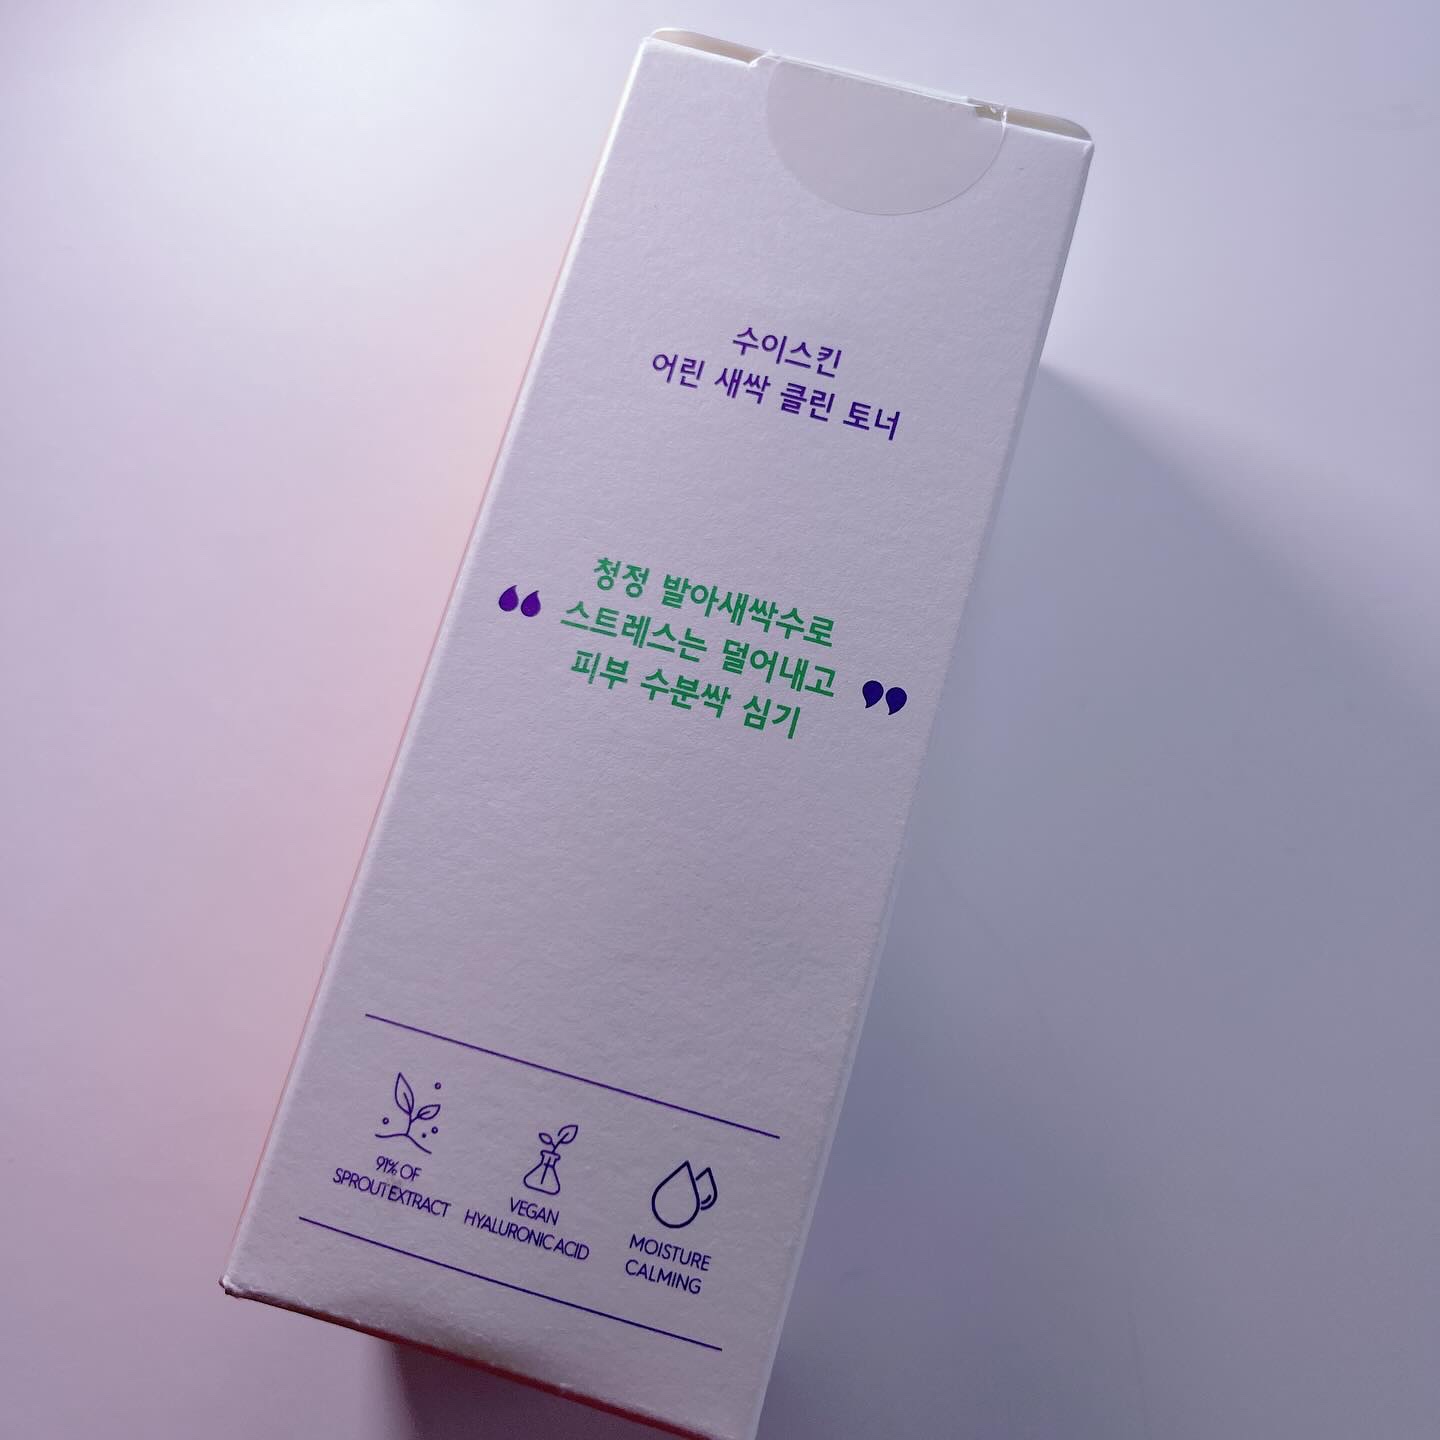 수이스킨
어린 새싹 클린 토너
“ 청정 발아새싹수로
스트레스는 덜어내고
피부 수분싹 심기 ”
91% OF
SPROUT EXTRACT
VEGAN
HYALURONIC ACID
MOISTURE
CALMING